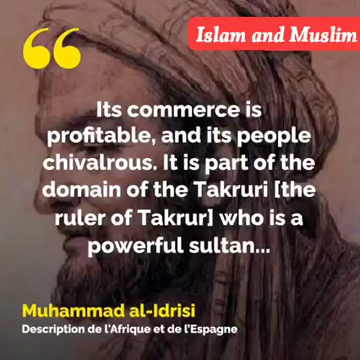 Islam and Muslim
Its commerce is
profitable, and its people
chivalrous. It is part of the
domain of the Takruri [the
ruler of Takrur] who is a
powerful sultan...
Muhammad al-Idrisi
Description de l'Afrique et de l'Espagne